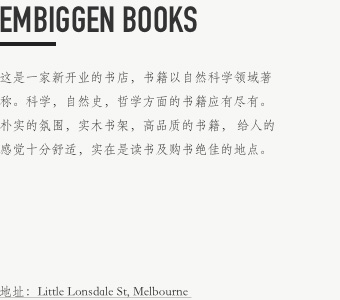 EMBIGGEN BOOKS
这是一家新开业的书店，书籍以自然科学领域著
称。科学，自然史，哲学方面的书籍应有尽有。
朴实的氛围，实木书架，高品质的书籍， 给人的
感觉十分舒适，实在是读书及购书绝佳的地点。
地址：Little Lonsdale St, Melbourne